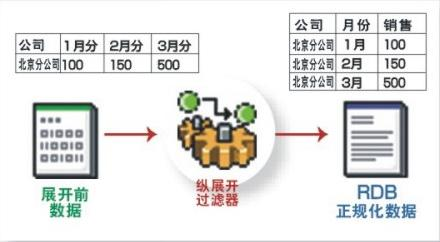 公司 1月分 2月分 3月分
北京分公司 100 150 500
公司 月份 销售
北京分公司 1月 100
北京分公司 2月 150
北京分公司 3月 500
展开前
数据
纵展开
过滤器
RDB
正规化数据